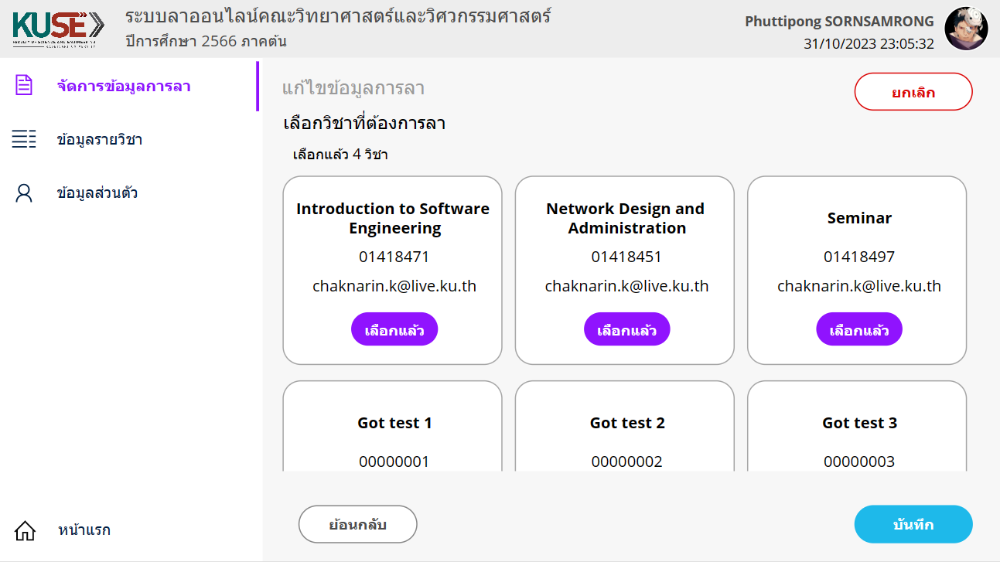 KUSE
FACULTY OF SCIENCE AND ENGINEERING
ระบบลาออนไลน์คณะวิทยาศาสตร์และวิศวกรรมศาสตร์
ปีการศึกษา 2566 ภาคต้น
Phuttipong SORNSAMRONG
31/10/2023 23:05:32
จัดการข้อมูลการลา
ข้อมูลรายวิชา
ข้อมูลส่วนตัว
หน้าแรก
แก้ไขข้อมูลการลา
ยกเลิก
เลือกวิชาที่ต้องการลา
เลือกแล้ว 4 วิชา
Introduction to Software
Engineering
01418471
chaknarin.k@live.ku.th
เลือกแล้ว
Network Design and
Administration
01418451
chaknarin.k@live.ku.th
เลือกแล้ว
Seminar
01418497
chaknarin.k@live.ku.th
เลือกแล้ว
Got test 1
00000001
Got test 2
00000002
Got test 3
00000003
ย้อนกลับ
บันทึก